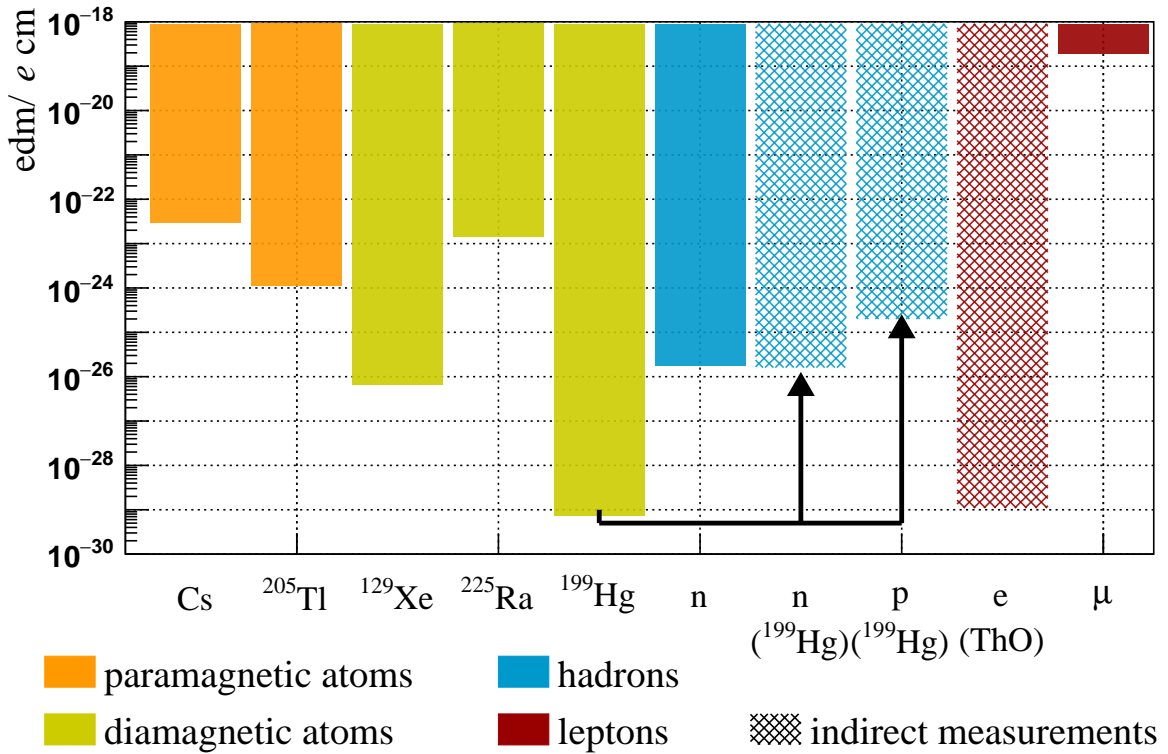 edm/ e cm
10⁻¹⁸
10⁻²⁰
10⁻²²
10⁻²⁴
10⁻²⁶
10⁻²⁸
10⁻³⁰
Cs ²⁰⁵Tl ¹²⁹Xe ²²⁵Ra ¹⁹⁹Hg n n p e μ
(¹⁹⁹Hg) (¹⁹⁹Hg) (ThO)
paramagnetic atoms hadrons
diamagnetic atoms leptons indirect measurements